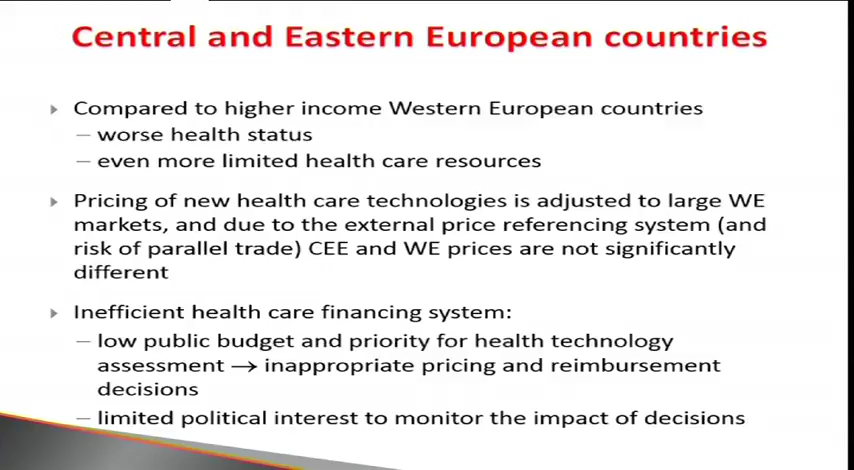 Central and Eastern European countries
Compared to higher income Western European countries
– worse health status
– even more limited health care resources
Pricing of new health care technologies is adjusted to large WE
markets, and due to the external price referencing system (and
risk of parallel trade) CEE and WE prices are not significantly
different
Inefficient health care financing system:
– low public budget and priority for health technology
assessment → inappropriate pricing and reimbursement
decisions
– limited political interest to monitor the impact of decisions